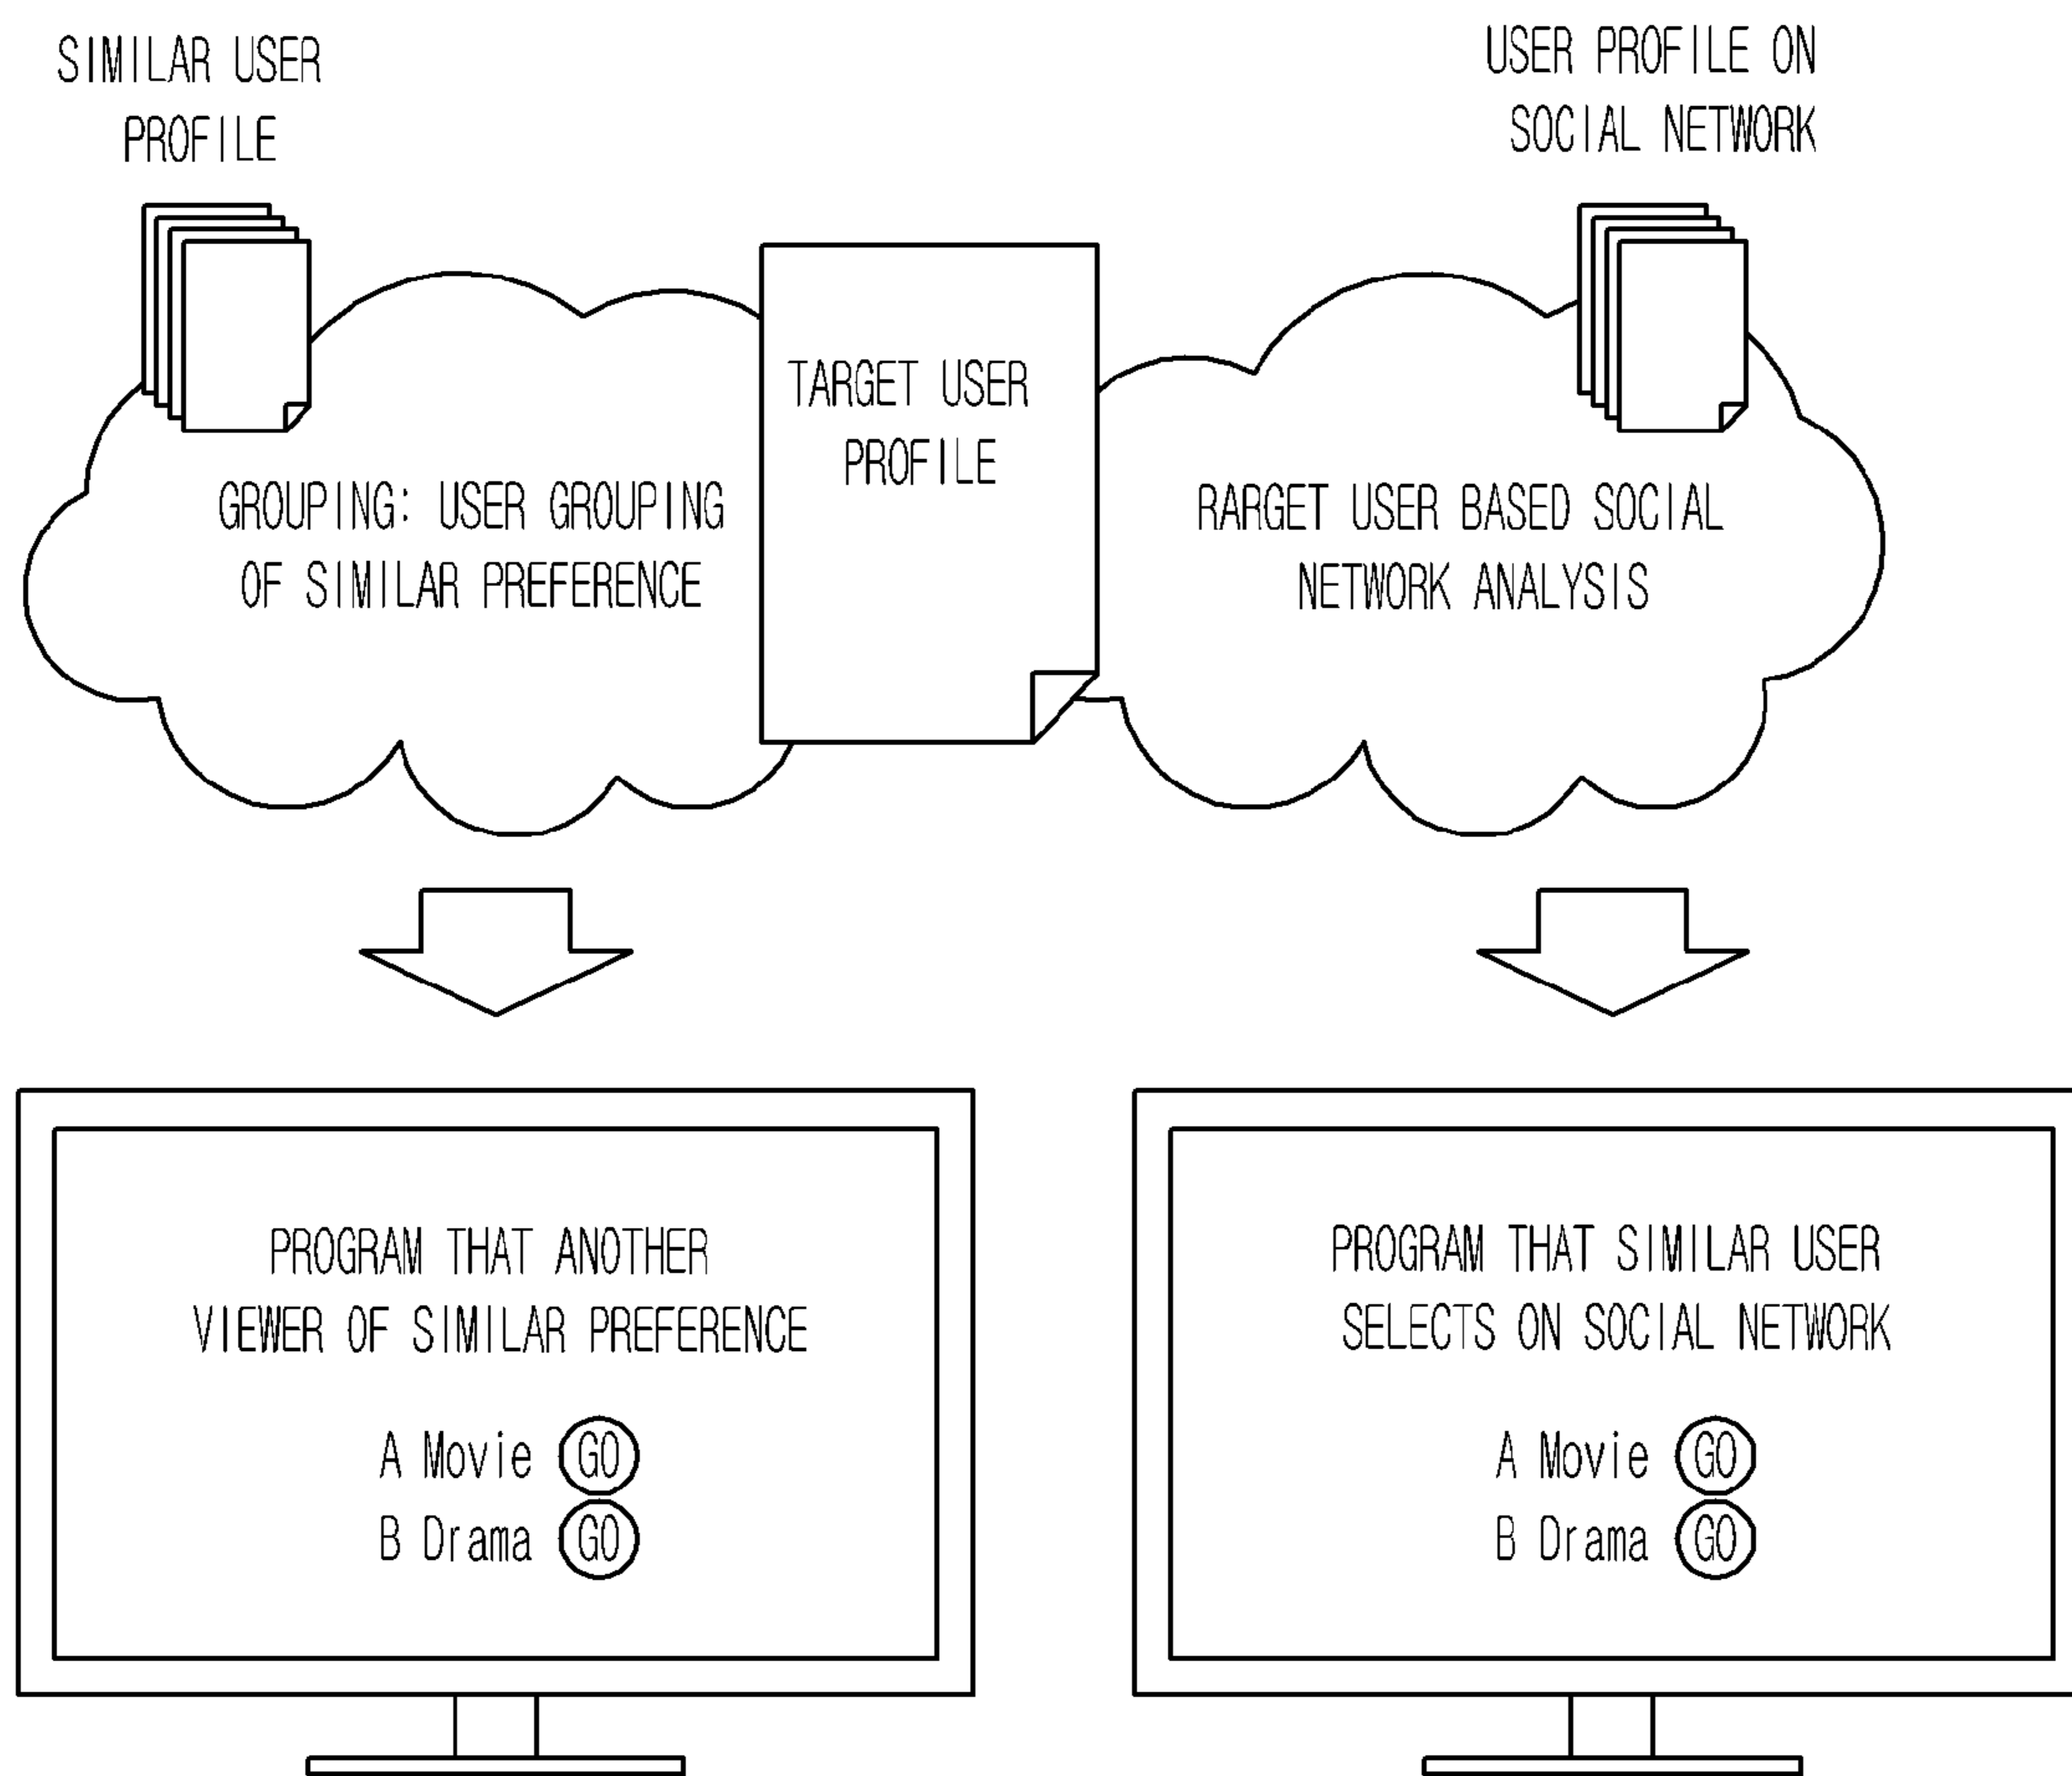 SIMILAR USER
PROFILE
USER PROFILE ON
SOCIAL NETWORK
TARGET USER
PROFILE
GROUPING: USER GROUPING
OF SIMILAR PREFERENCE
RARGET USER BASED SOCIAL
NETWORK ANALYSIS
PROGRAM THAT ANOTHER
VIEWER OF SIMILAR PREFERENCE
A Movie GO
B Drama GO
PROGRAM THAT SIMILAR USER
SELECTS ON SOCIAL NETWORK
A Movie GO
B Drama GO